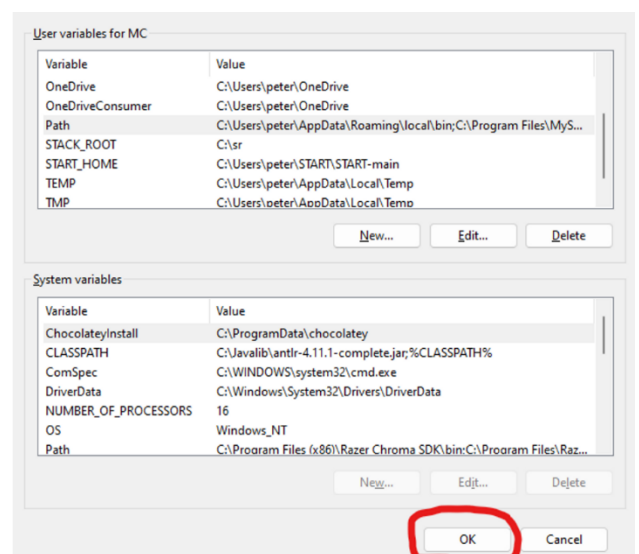 User variables for MC
Variable Value
OneDrive C:\Users\peter\OneDrive
OneDriveConsumer C:\Users\peter\OneDrive
Path C:\Users\peter\AppData\Roaming\local\bin;C:\Program Files\MyS...
STACK_ROOT C:\sr
START_HOME C:\Users\peter\START\START-main
TEMP C:\Users\peter\AppData\Local\Temp
TMP C:\Users\peter\AppData\Local\Temp
New... Edit... Delete
System variables
Variable Value
ChocolateyInstall C:\ProgramData\chocolatey
CLASSPATH C:\Javalib\antlr-4.11.1-complete.jar;%CLASSPATH%
ComSpec C:\WINDOWS\system32\cmd.exe
DriverData C:\Windows\System32\Drivers\DriverData
NUMBER_OF_PROCESSORS 16
OS Windows_NT
Path C:\Program Files (x86)\Razer Chroma SDK\bin;C:\Program Files\Raz...
New... Edit... Delete
OK Cancel